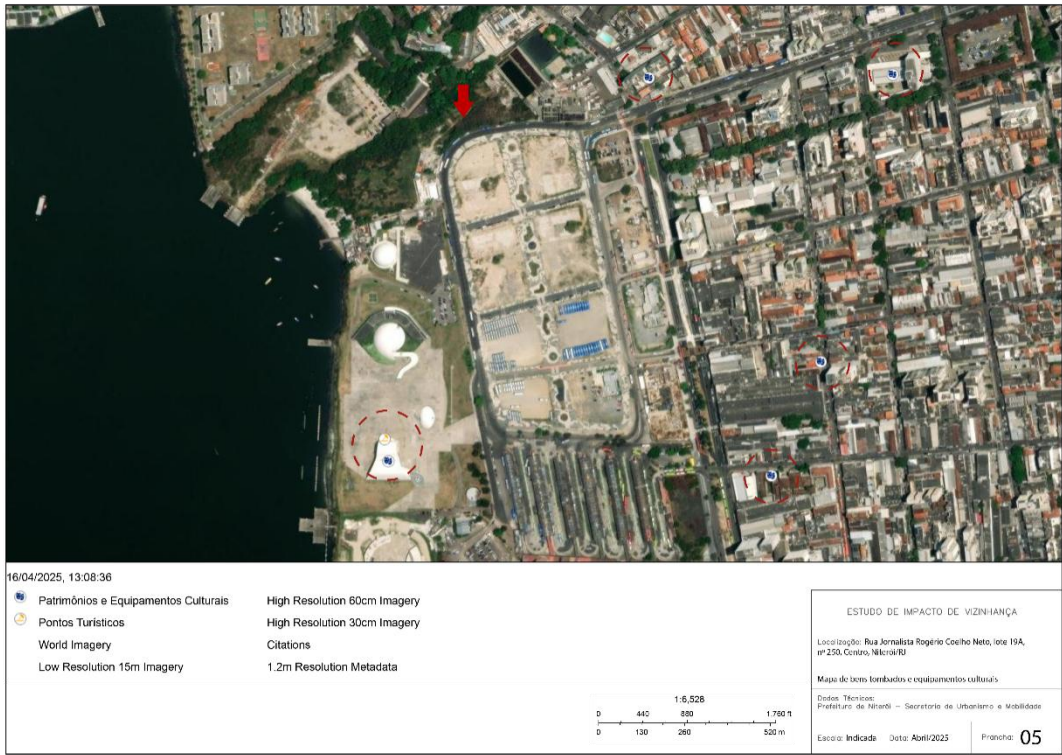 16/04/2025, 13:08:36
Patrimônios e Equipamentos Culturais
Pontos Turísticos
World Imagery
Low Resolution 15m Imagery
High Resolution 60cm Imagery
High Resolution 30cm Imagery
Citations
1.2m Resolution Metadata
1:6,528
0 440 880 1.760 ft
0 130 260 520 m
ESTUDO DE IMPACTO DE VIZINHANÇA
Localização: Rua Jornalista Rogério Coelho Neto, lote 19A,
nº 250, Centro, Niterói/RJ
Mapa de bens tombados e equipamentos culturais
Dados Técnicos:
Prefeitura de Niterói – Secretaria de Urbanismo e Mobilidade
Escala: Indicada Data: Abril/2025 Prancha: 05